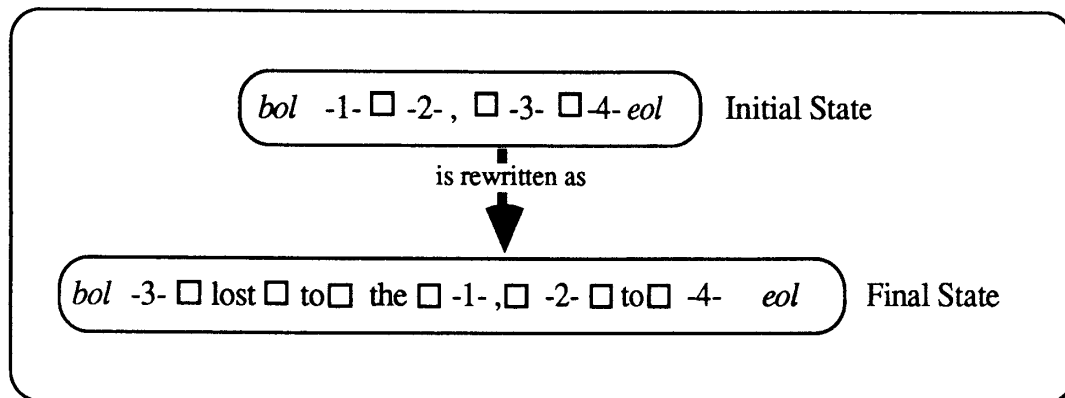 bol -1- □ -2- , □ -3- □ -4- eol Initial State
is rewritten as
bol -3- □ lost □ to □ the □ -1- , □ -2- □ to □ -4- eol Final State